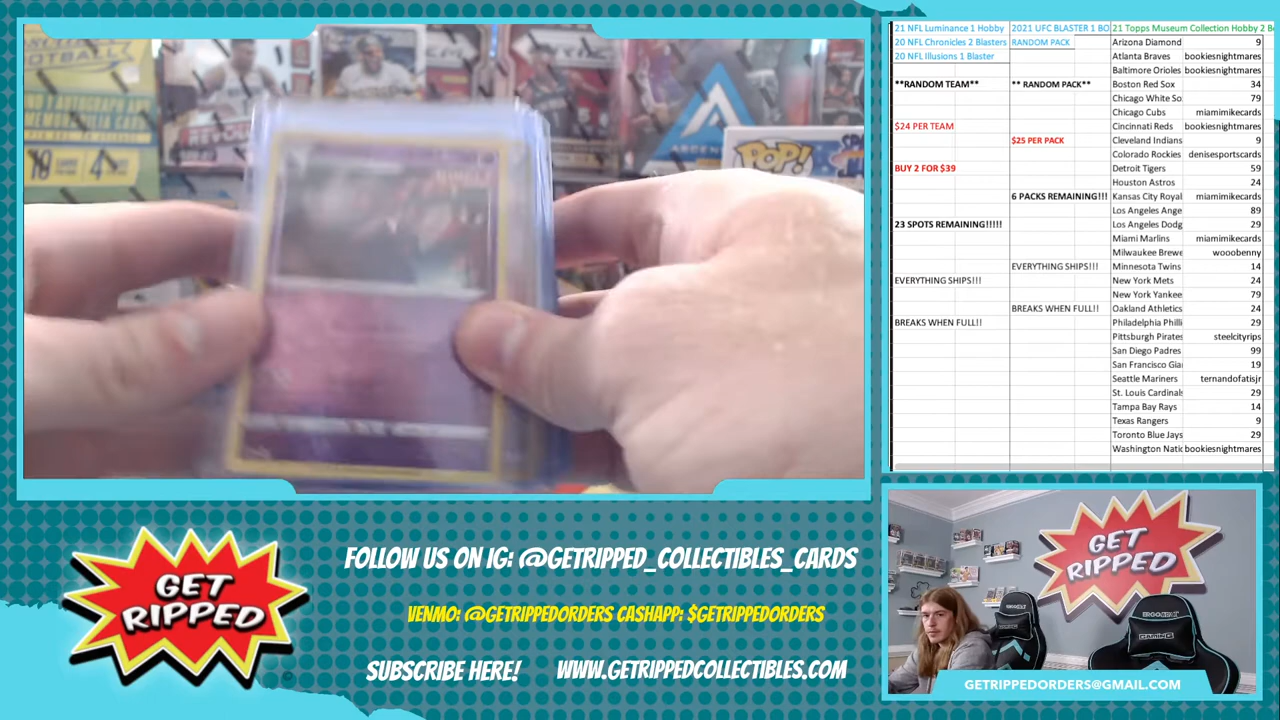 21 NFL Luminance 1 Hobby
20 NFL Chronicles 2 Blasters
20 NFL Illusions 1 Blaster
**RANDOM TEAM**
$24 PER TEAM
BUY 2 FOR $39
23 SPOTS REMAINING!!!!!
EVERYTHING SHIPS!!!
BREAKS WHEN FULL!!
2021 UFC BLASTER 1 BO
RANDOM PACK
** RANDOM PACK**
$25 PER PACK
6 PACKS REMAINING!!!
EVERYTHING SHIPS!!!
BREAKS WHEN FULL!!
21 Topps Museum Collection Hobby 2 B
Arizona Diamond 9
Atlanta Braves bookiesnightmares
Baltimore Orioles bookiesnightmares
Boston Red Sox 34
Chicago White So 79
Chicago Cubs miamimikecards
Cincinnati Reds bookiesnightmares
Cleveland Indians 9
Colorado Rockies denisesportscards
Detroit Tigers 59
Houston Astros 24
Kansas City Royal miamimikecards
Los Angeles Ange 89
Los Angeles Dodg 29
Miami Marlins miamimikecards
Milwaukee Brewe wooobenny
Minnesota Twins 14
New York Mets 24
New York Yankee 79
Oakland Athletics 24
Philadelphia Philli 29
Pittsburgh Pirates steelcityrips
San Diego Padres 99
San Francisco Gia 19
Seattle Mariners ternandofatisjr
St. Louis Cardinals 29
Tampa Bay Rays 14
Texas Rangers 9
Toronto Blue Jays 29
Washington Natic bookiesnightmares
POP!
GET
RIPPED
FOLLOW US ON IG: @GETRIPPED_COLLECTIBLES_CARDS
VENMO: @GETRIPPEDORDERS CASHAPP: $GETRIPPEDORDERS
SUBSCRIBE HERE! WWW.GETRIPPEDCOLLECTIBLES.COM
GET
RIPPED
GAMING
GETRIPPEDORDERS@GMAIL.COM